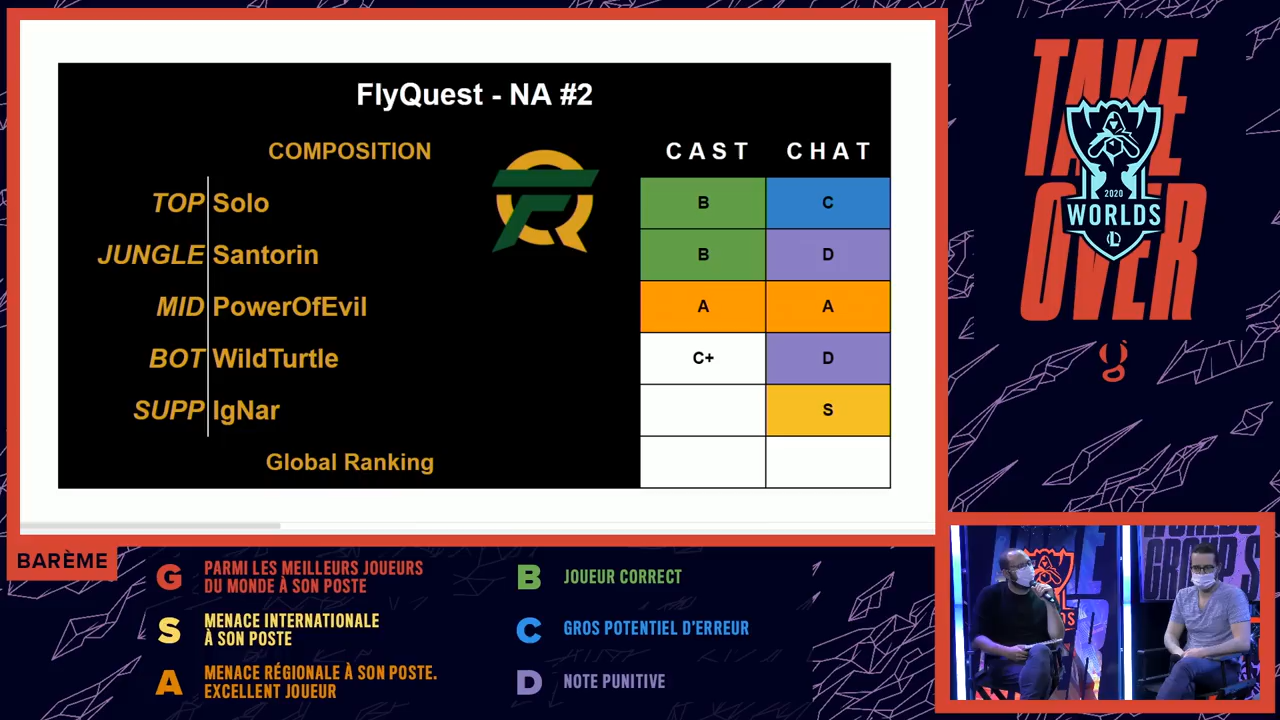 FlyQuest - NA #2
COMPOSITION
CAST CHAT
TOP Solo B C
JUNGLE Santorin B D
MID PowerOfEvil A A
BOT WildTurtle C+ D
SUPP IgNar S
Global Ranking
TAKE
OVER
2020
WORLDS
BARÈME
G PARMI LES MEILLEURS JOUEURS
DU MONDE À SON POSTE
S MENACE INTERNATIONALE
À SON POSTE
A MENACE RÉGIONALE À SON POSTE.
EXCELLENT JOUEUR
B JOUEUR CORRECT
C GROS POTENTIEL D'ERREUR
D NOTE PUNITIVE